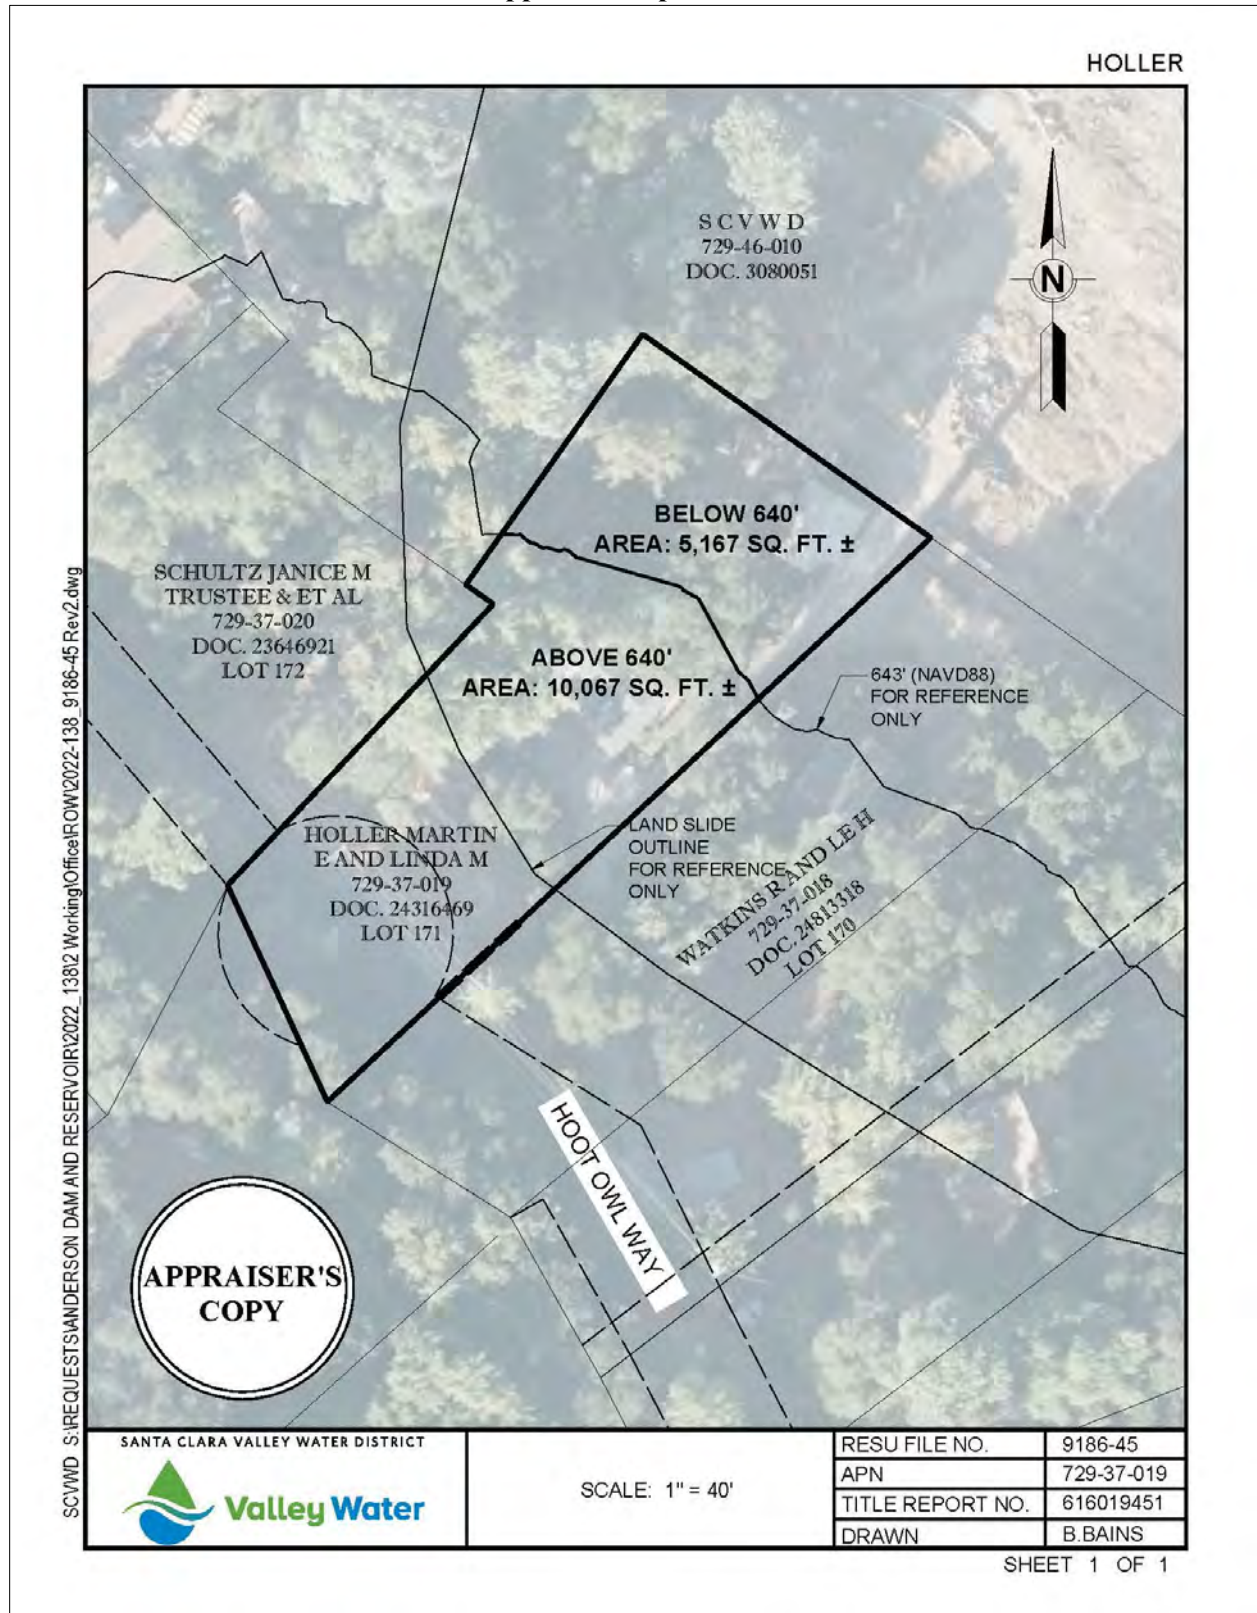 HOLLER
S C V W D
729-46-010
DOC. 3080051
N
BELOW 640'
AREA: 5,167 SQ. FT. ±
SCHULTZ JANICE M
TRUSTEE & ET AL
729-37-020
DOC. 23646921
LOT 172
ABOVE 640'
AREA: 10,067 SQ. FT. ±
643' (NAVD88)
FOR REFERENCE
ONLY
HOLLER MARTIN
E AND LINDA M
729-37-019
DOC. 24316469
LOT 171
LAND SLIDE
OUTLINE
FOR REFERENCE
ONLY
WATKINS R AND LE H
729-37-018
DOC. 24813318
LOT 170
HOOT OWL WAY
APPRAISER'S
COPY
SCVWD S:\REQUESTS\ANDERSON DAM AND RESERVOIR\2022_138\2 Working\Office\ROW\2022-138_9186-45 Rev2.dwg
SANTA CLARA VALLEY WATER DISTRICT
Valley Water
SCALE: 1" = 40'
RESU FILE NO. 9186-45
APN 729-37-019
TITLE REPORT NO. 616019451
DRAWN B.BAINS
SHEET 1 OF 1